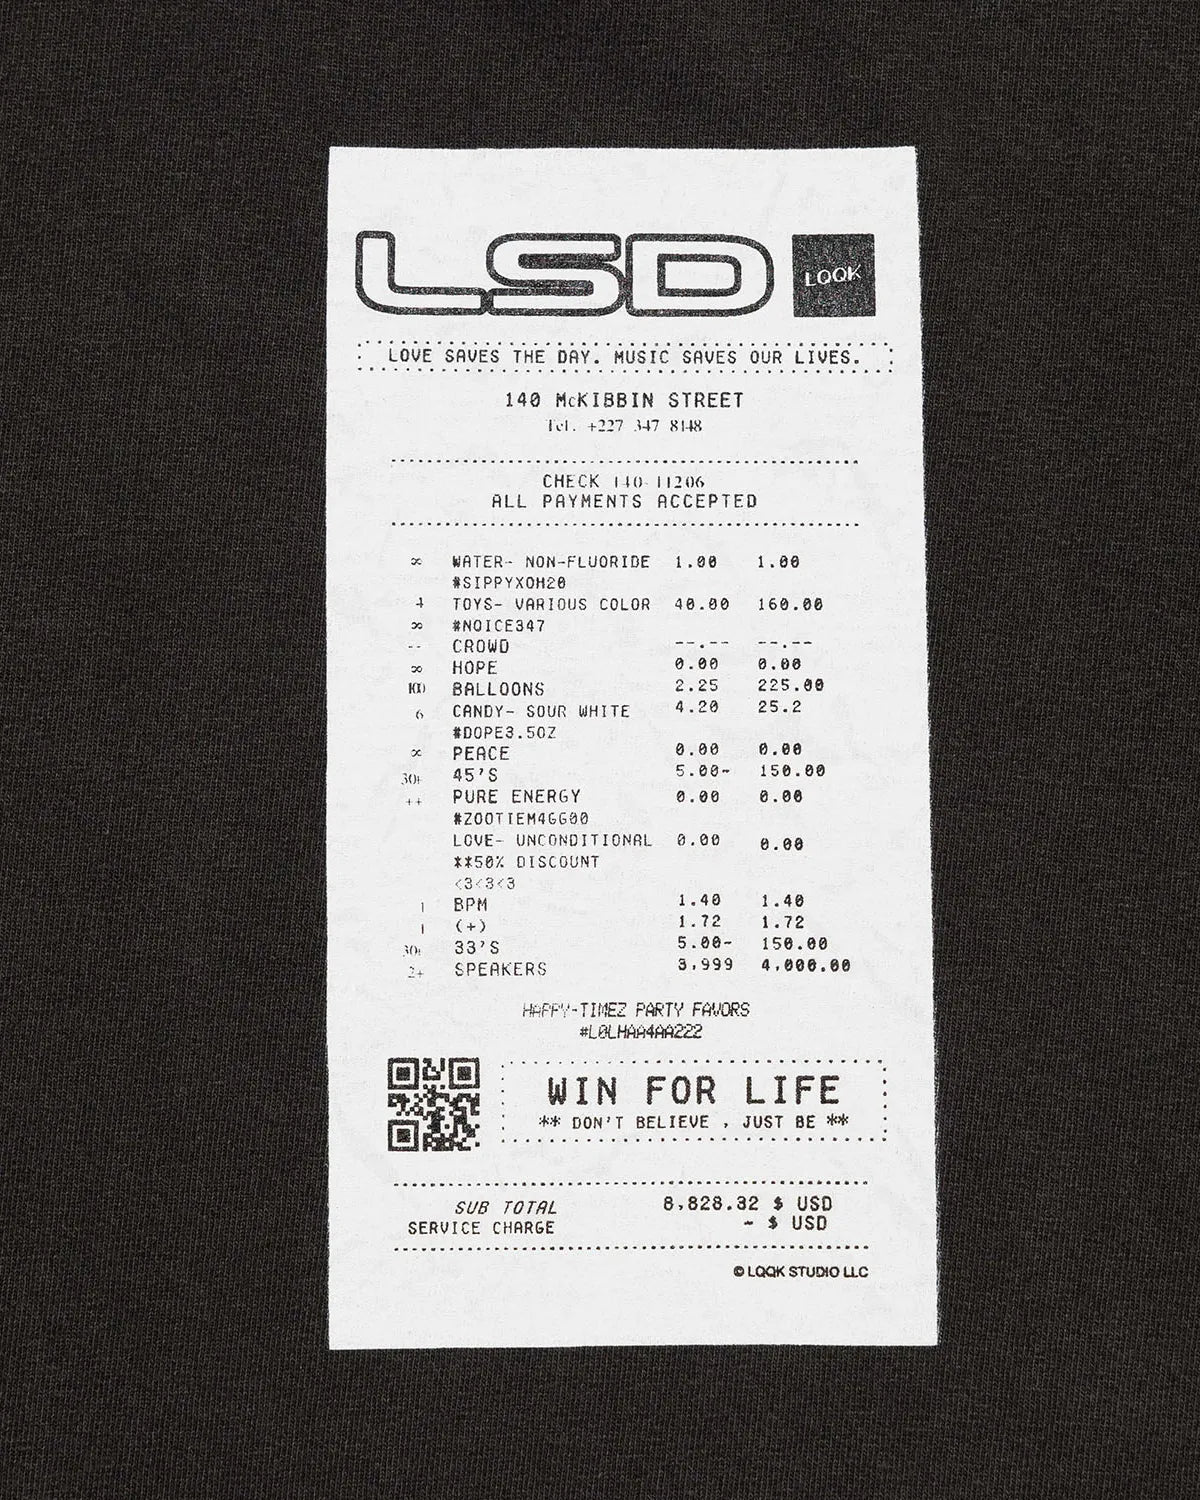 LSD LQQK
LOVE SAVES THE DAY. MUSIC SAVES OUR LIVES.
140 McKIBBIN STREET
Tel. +227 347 8148
CHECK 140-11206
ALL PAYMENTS ACCEPTED
∞ WATER- NON-FLUORIDE 1.00 1.00
#SIPPYXOH20
4 TOYS- VARIOUS COLOR 40.00 160.00
∞ #NOICE347
-- CROWD --.-- --.--
∞ HOPE 0.00 0.00
100 BALLOONS 2.25 225.00
6 CANDY- SOUR WHITE 4.20 25.2
#DOPE3.5OZ
∞ PEACE 0.00 0.00
30+ 45'S 5.00~ 150.00
++ PURE ENERGY 0.00 0.00
#ZOOTIEM4GG00
LOVE- UNCONDITIONAL 0.00 0.00
**50% DISCOUNT
<3<3<3
1 BPM 1.40 1.40
1 (+) 1.72 1.72
30+ 33'S 5.00~ 150.00
2+ SPEAKERS 3,999 4,000.00
HAPPY-TIMEZ PARTY FAVORS
#L0LHAA4AA222
WIN FOR LIFE
** DON'T BELIEVE , JUST BE **
SUB TOTAL 8,828.32 $ USD
SERVICE CHARGE ~ $ USD
© LQQK STUDIO LLC